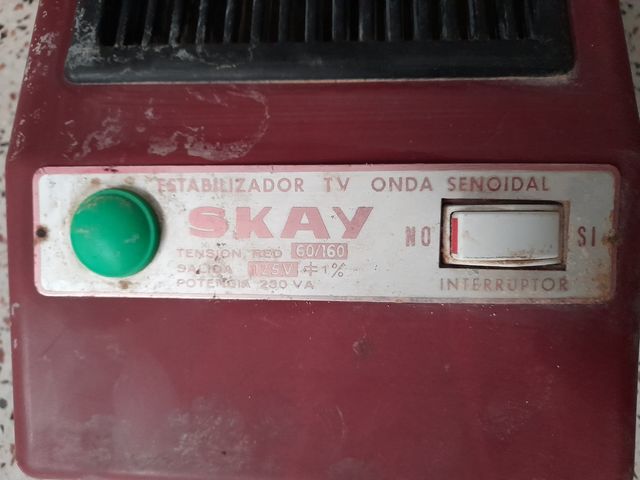 ESTABILIZADOR TV ONDA SENOIDAL
SKAY
TENSION RED 60/160
SALIDA 125V ±1%
POTENCIA 250 VA
NO SI
INTERRUPTOR